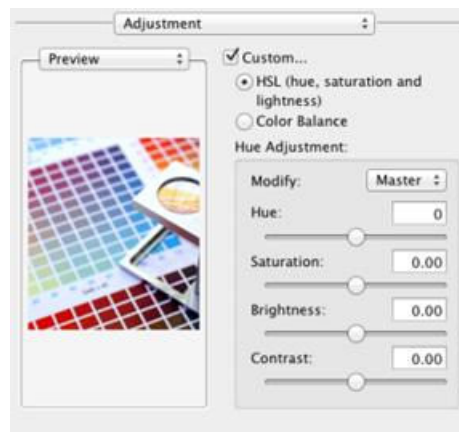 Adjustment
Preview
Custom...
HSL (hue, saturation and
lightness)
Color Balance
Hue Adjustment:
Modify: Master
Hue: 0
Saturation: 0.00
Brightness: 0.00
Contrast: 0.00